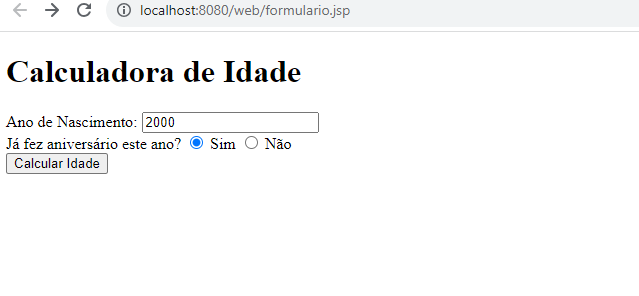 localhost:8080/web/formulario.jsp
Calculadora de Idade
Ano de Nascimento: 2000
Já fez aniversário este ano? Sim Não
Calcular Idade